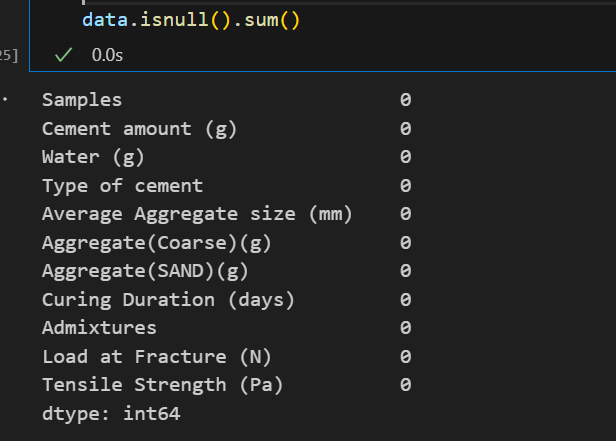 data.isnull().sum()
25] ✓ 0.0s
Samples 0
Cement amount (g) 0
Water (g) 0
Type of cement 0
Average Aggregate size (mm) 0
Aggregate(Coarse)(g) 0
Aggregate(SAND)(g) 0
Curing Duration (days) 0
Admixtures 0
Load at Fracture (N) 0
Tensile Strength (Pa) 0
dtype: int64